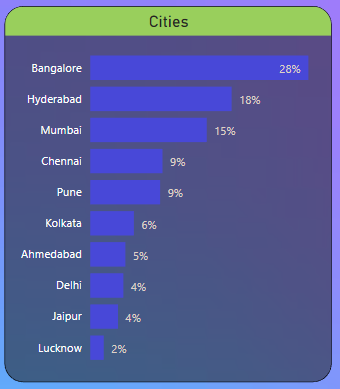 Cities
Bangalore 28%
Hyderabad 18%
Mumbai 15%
Chennai 9%
Pune 9%
Kolkata 6%
Ahmedabad 5%
Delhi 4%
Jaipur 4%
Lucknow 2%